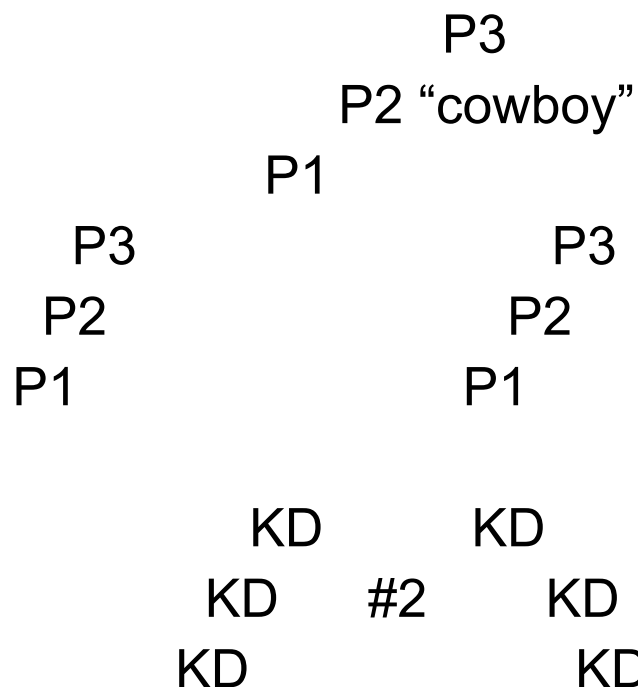 P3
P2 “cowboy”
P1
P3 P3
P2 P2
P1 P1
KD KD
KD #2 KD
KD KD